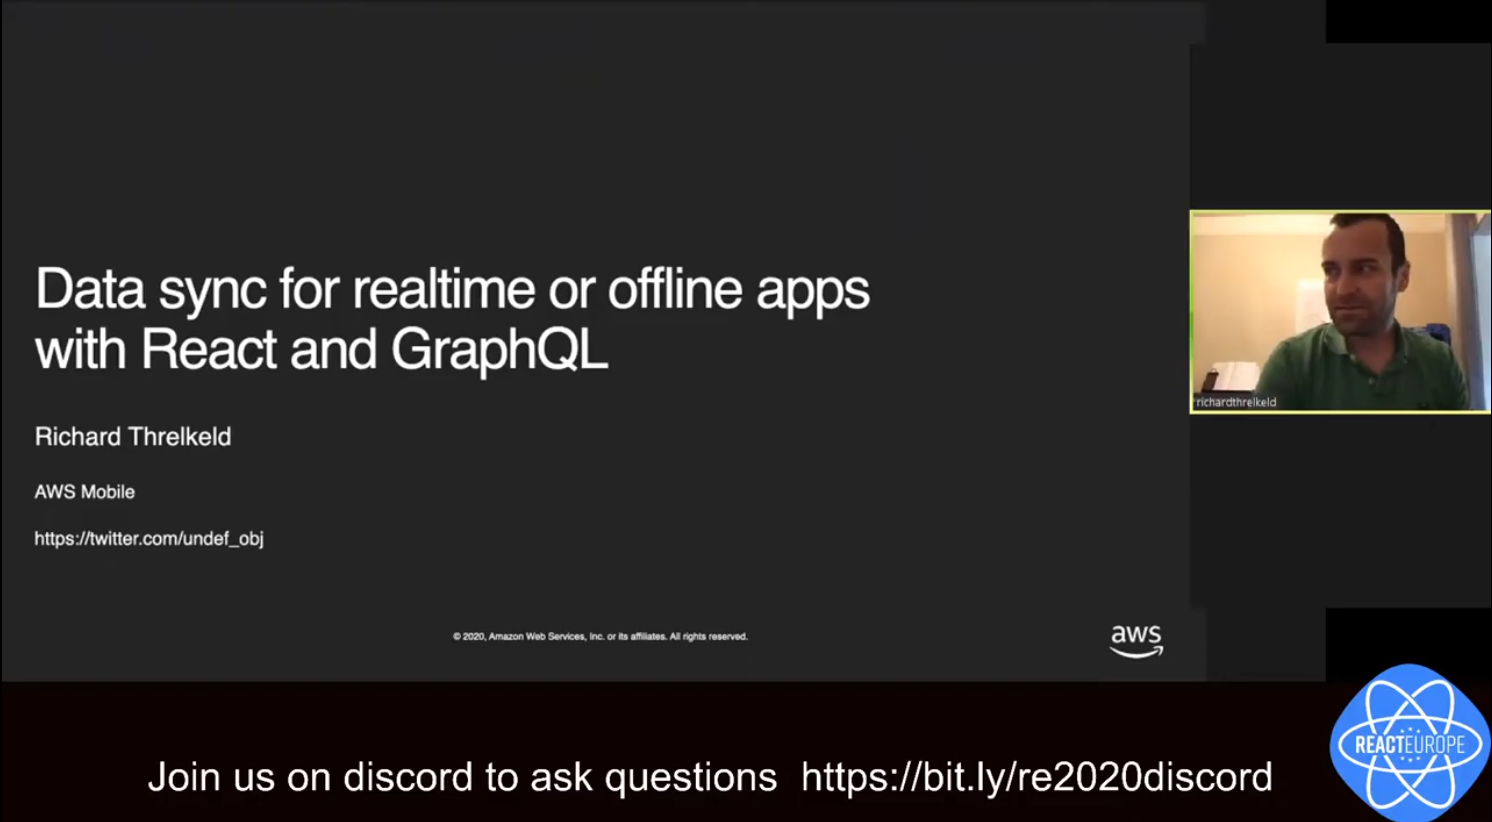 Data sync for realtime or offline apps
with React and GraphQL
Richard Threlkeld
AWS Mobile
https://twitter.com/undef_obj
© 2020, Amazon Web Services, Inc. or its affiliates. All rights reserved.
aws
richardthrelkeld
Join us on discord to ask questions https://bit.ly/re2020discord
REACTEUROPE